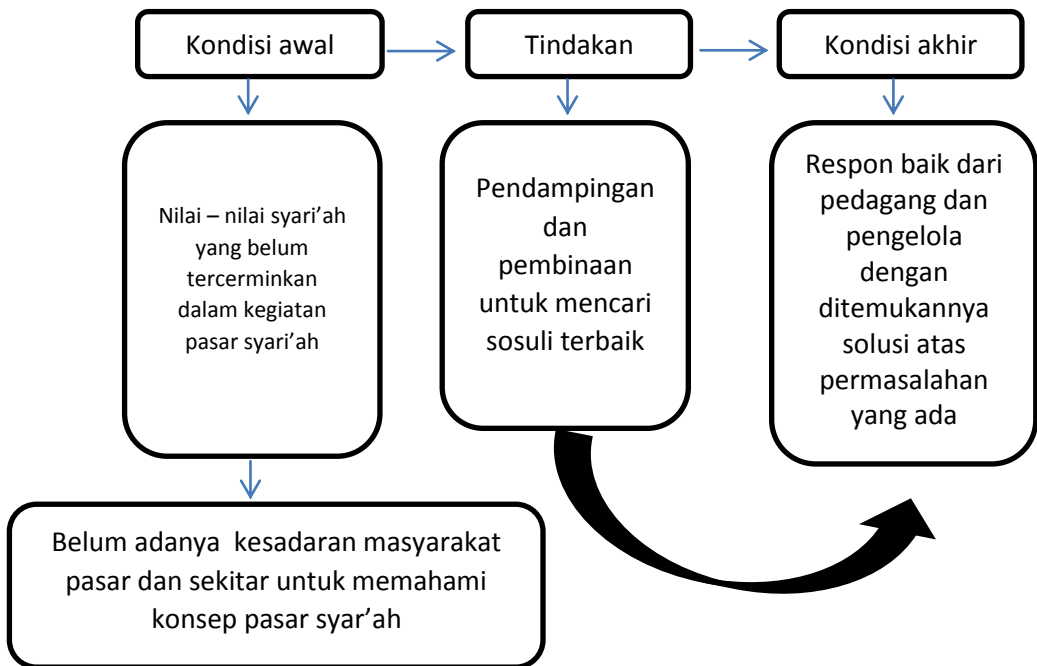 Kondisi awal
Tindakan
Kondisi akhir
Nilai – nilai syari’ah
yang belum
tercerminkan
dalam kegiatan
pasar syari’ah
Pendampingan
dan
pembinaan
untuk mencari
sosuli terbaik
Respon baik dari
pedagang dan
pengelola
dengan
ditemukannya
solusi atas
permasalahan
yang ada
Belum adanya kesadaran masyarakat
pasar dan sekitar untuk memahami
konsep pasar syar’ah